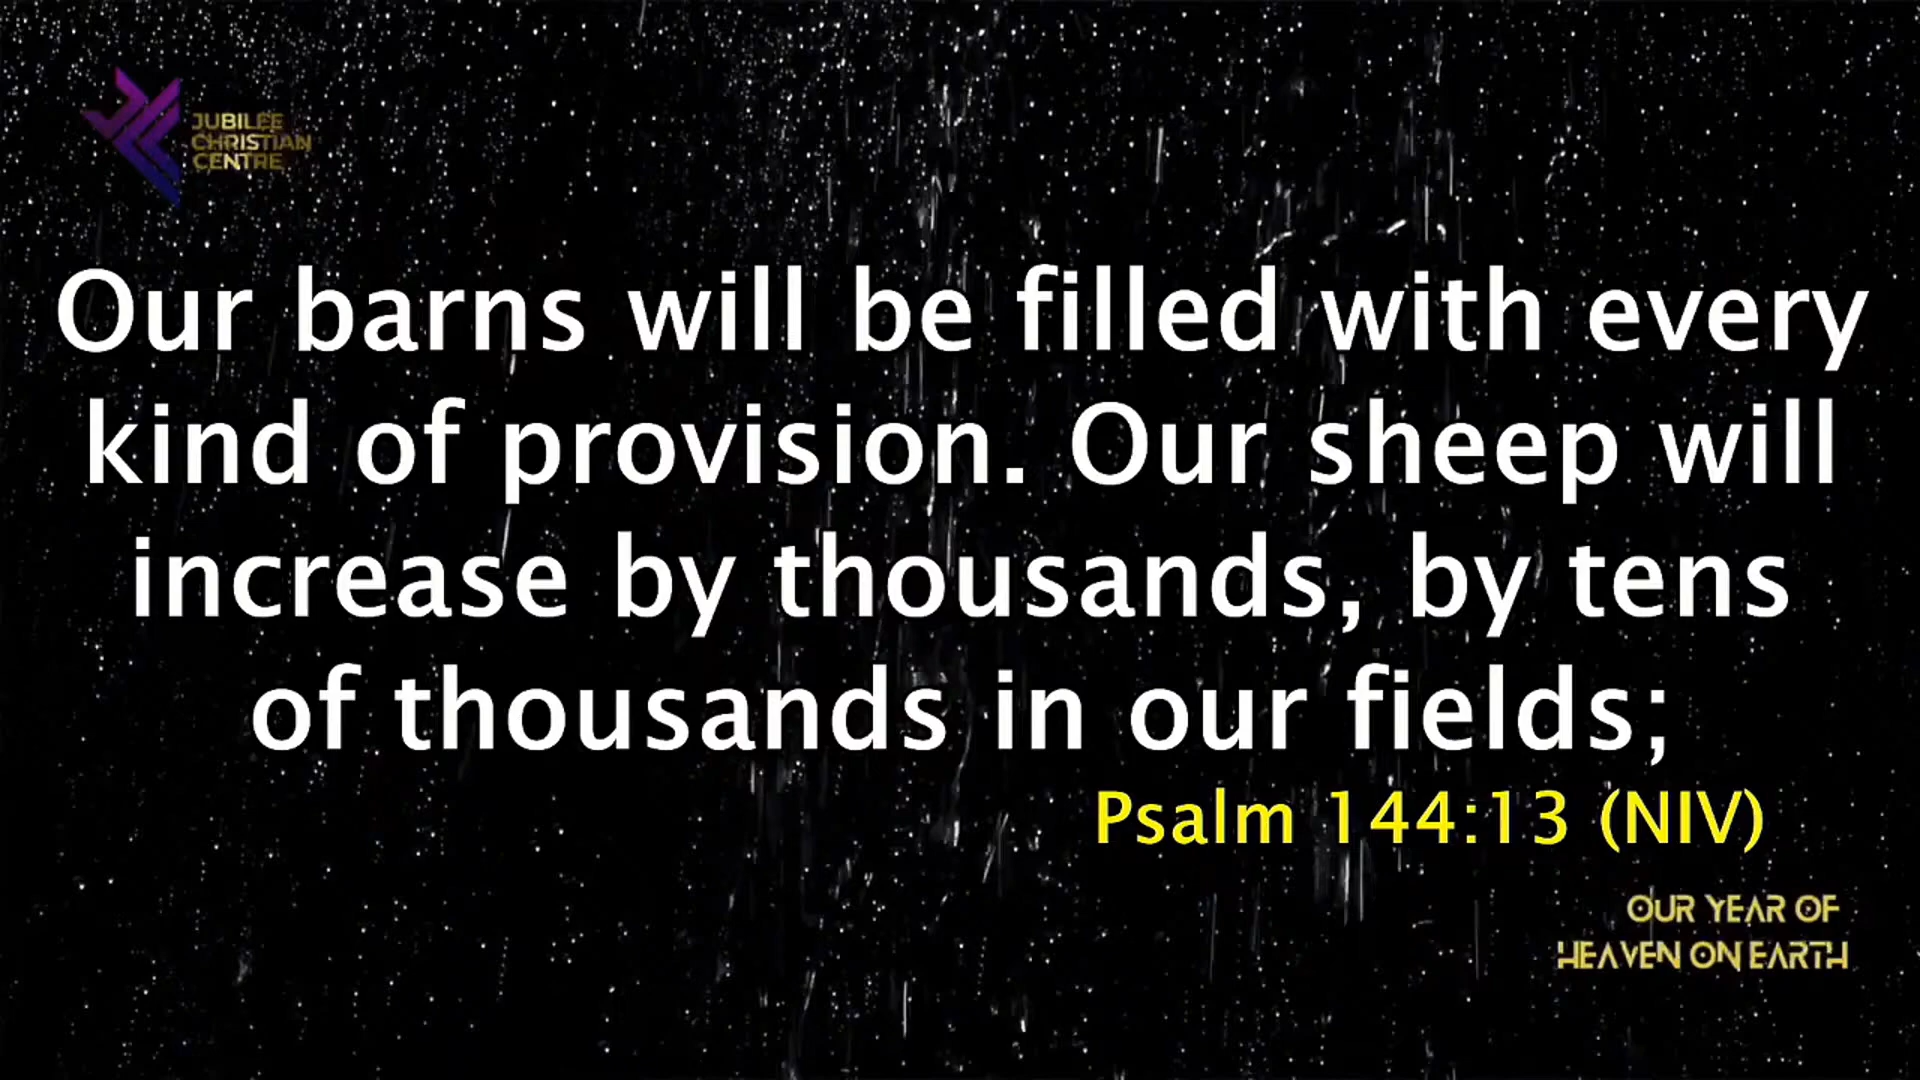 JUBILEE
CHRISTIAN
CENTRE
Our barns will be filled with every
kind of provision. Our sheep will
increase by thousands, by tens
of thousands in our fields;
Psalm 144:13 (NIV)
OUR YEAR OF
HEAVEN ON EARTH